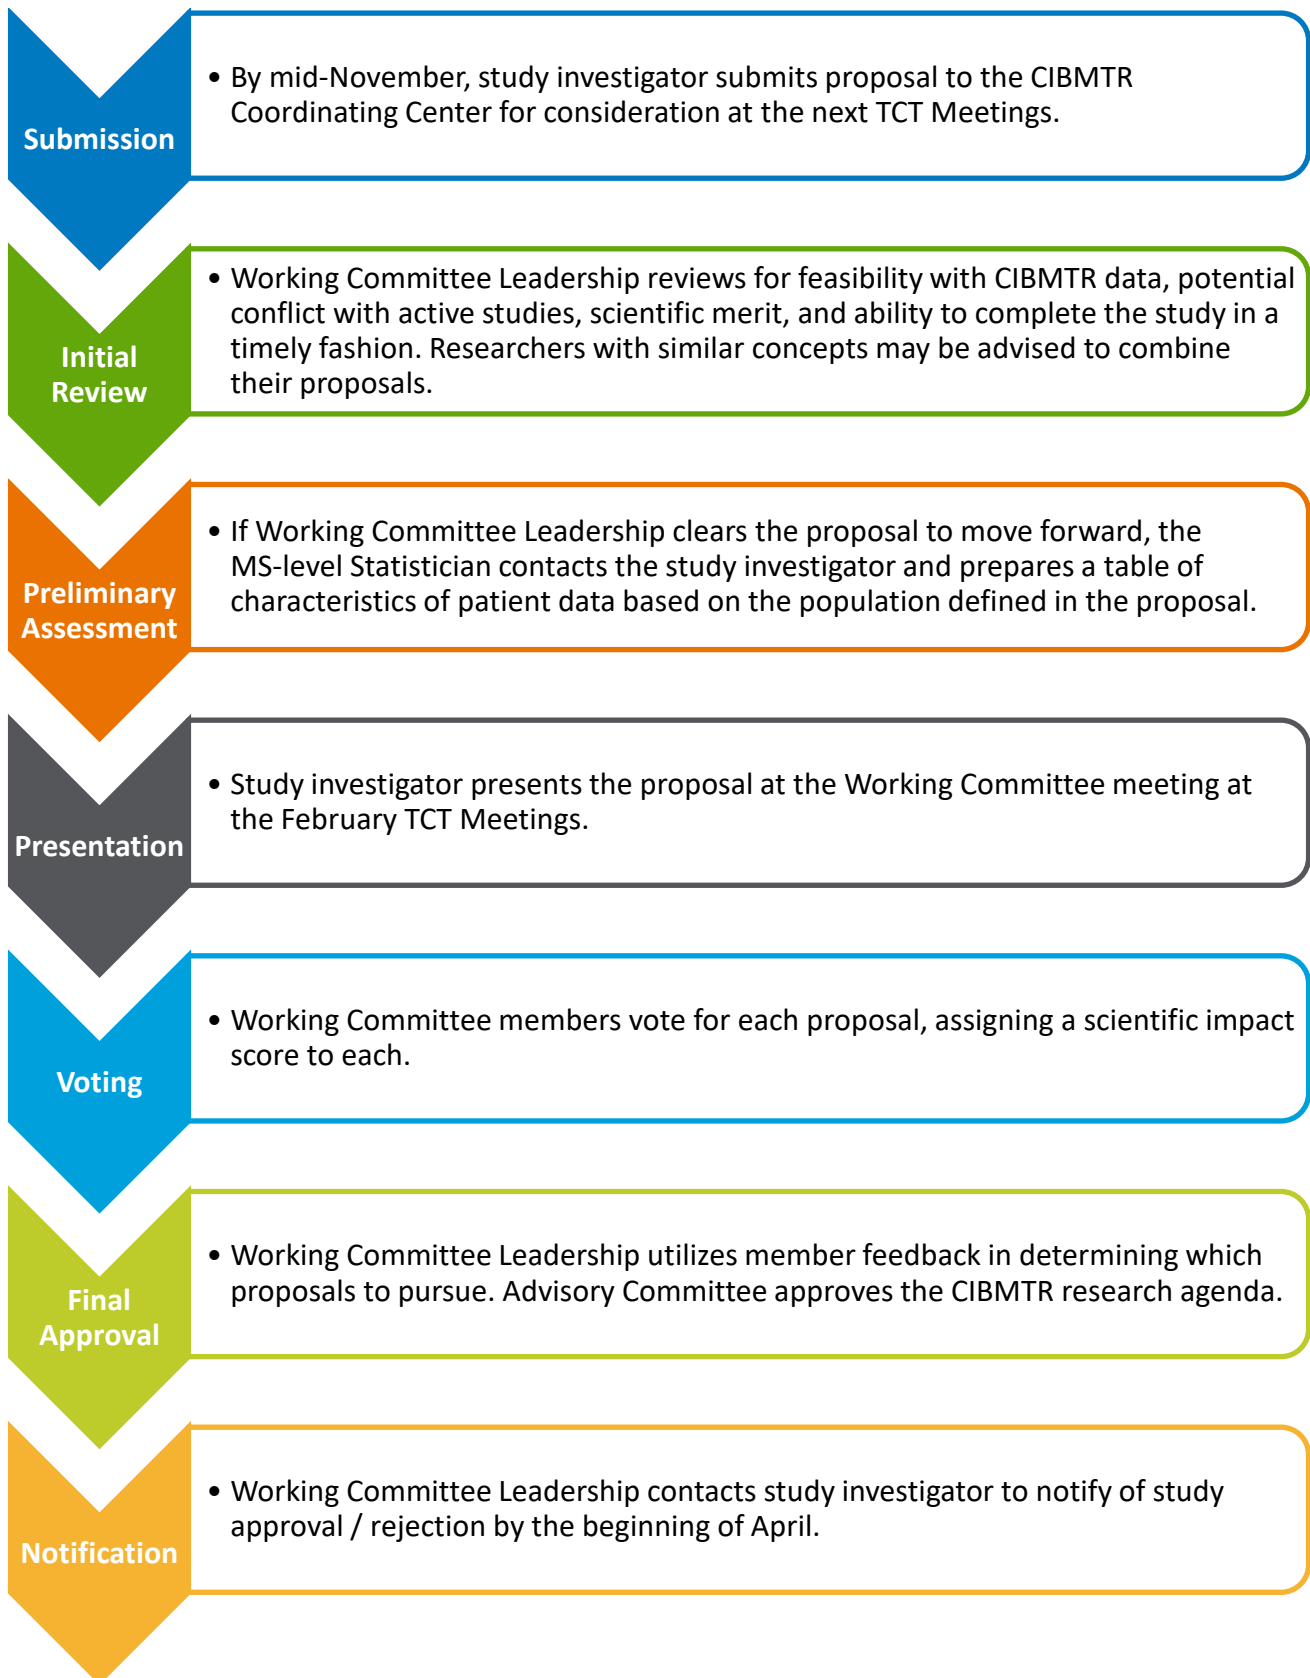 Submission
• By mid-November, study investigator submits proposal to the CIBMTR
Coordinating Center for consideration at the next TCT Meetings.
Initial
Review
• Working Committee Leadership reviews for feasibility with CIBMTR data, potential
conflict with active studies, scientific merit, and ability to complete the study in a
timely fashion. Researchers with similar concepts may be advised to combine
their proposals.
Preliminary
Assessment
• If Working Committee Leadership clears the proposal to move forward, the
MS-level Statistician contacts the study investigator and prepares a table of
characteristics of patient data based on the population defined in the proposal.
Presentation
• Study investigator presents the proposal at the Working Committee meeting at
the February TCT Meetings.
Voting
• Working Committee members vote for each proposal, assigning a scientific impact
score to each.
Final
Approval
• Working Committee Leadership utilizes member feedback in determining which
proposals to pursue. Advisory Committee approves the CIBMTR research agenda.
Notification
• Working Committee Leadership contacts study investigator to notify of study
approval / rejection by the beginning of April.